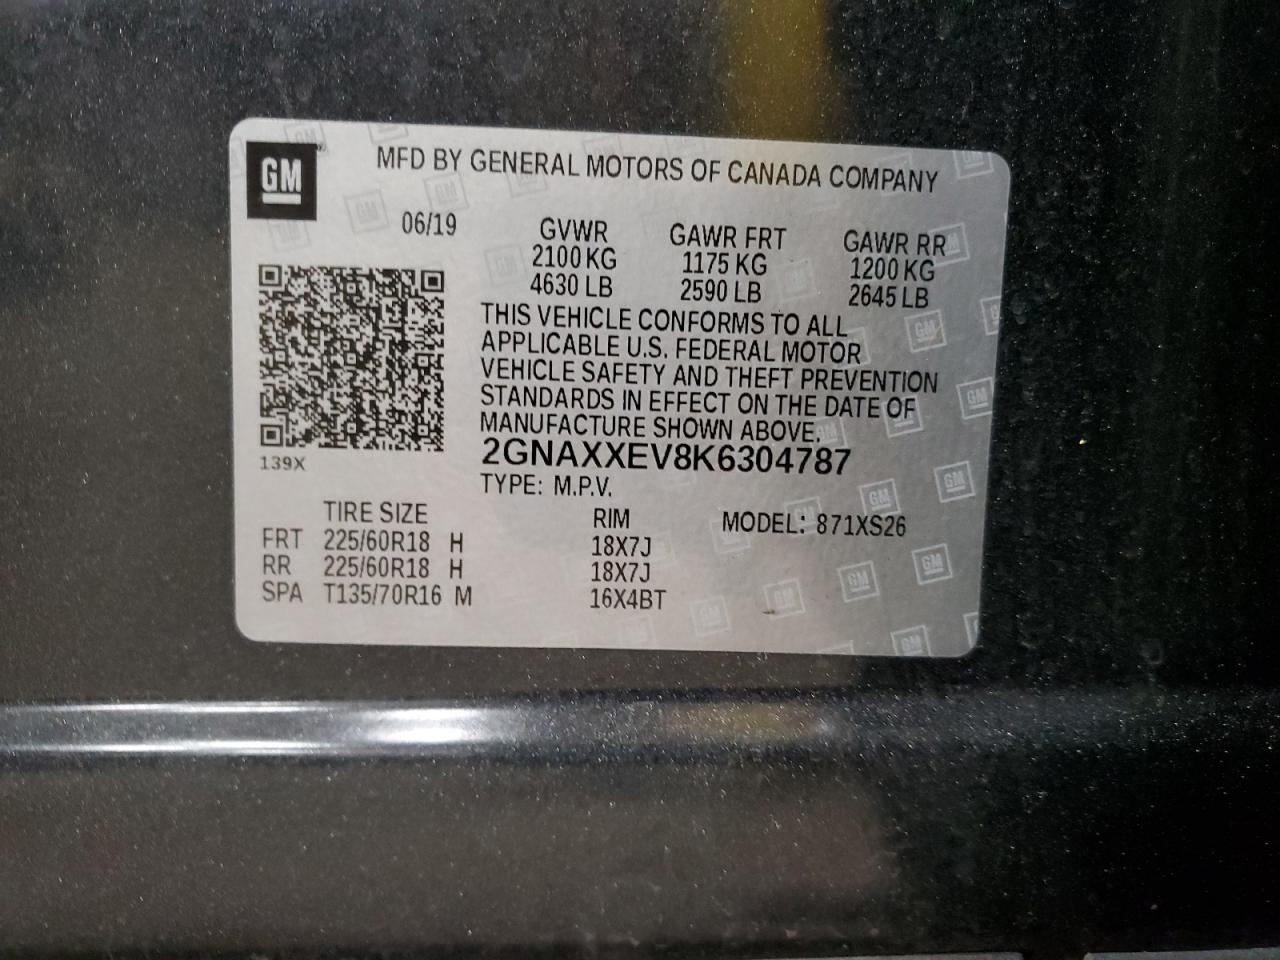 GM
MFD BY GENERAL MOTORS OF CANADA COMPANY
06/19
GVWR GAWR FRT GAWR RR
2100 KG 1175 KG 1200 KG
4630 LB 2590 LB 2645 LB
THIS VEHICLE CONFORMS TO ALL
APPLICABLE U.S. FEDERAL MOTOR
VEHICLE SAFETY AND THEFT PREVENTION
STANDARDS IN EFFECT ON THE DATE OF
MANUFACTURE SHOWN ABOVE.
139X
2GNAXXEV8K6304787
TYPE: M.P.V.
TIRE SIZE RIM MODEL: 871XS26
FRT 225/60R18 H 18X7J
RR 225/60R18 H 18X7J
SPA T135/70R16 M 16X4BT